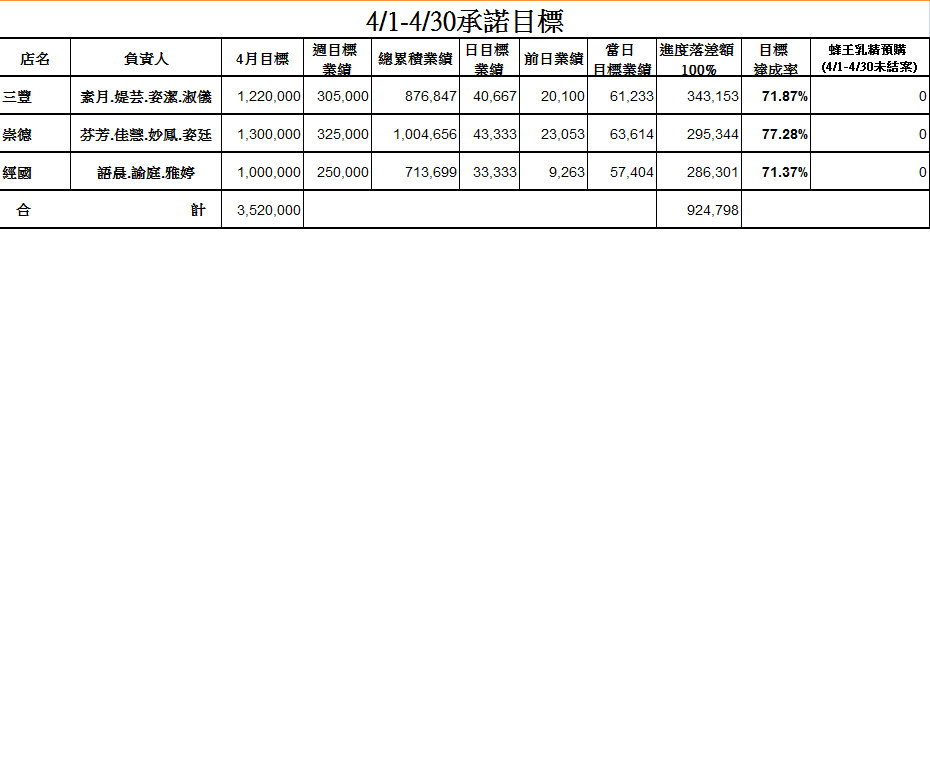 4/1-4/30承諾目標
店名 負責人 4月目標 週目標業績 總累積業績 日目標業績 前日業績 當日目標業績 進度落差額100% 目標達成率 蜂王乳精預購(4/1-4/30未結案)
三豐 素月.媞芸.姿潔.淑儀 1,220,000 305,000 876,847 40,667 20,100 61,233 343,153 71.87% 0
崇德 芬芳.佳慧.妙鳳.姿廷 1,300,000 325,000 1,004,656 43,333 23,053 63,614 295,344 77.28% 0
經國 語晨.諭庭.雅婷 1,000,000 250,000 713,699 33,333 9,263 57,404 286,301 71.37% 0
合 計 3,520,000 924,798